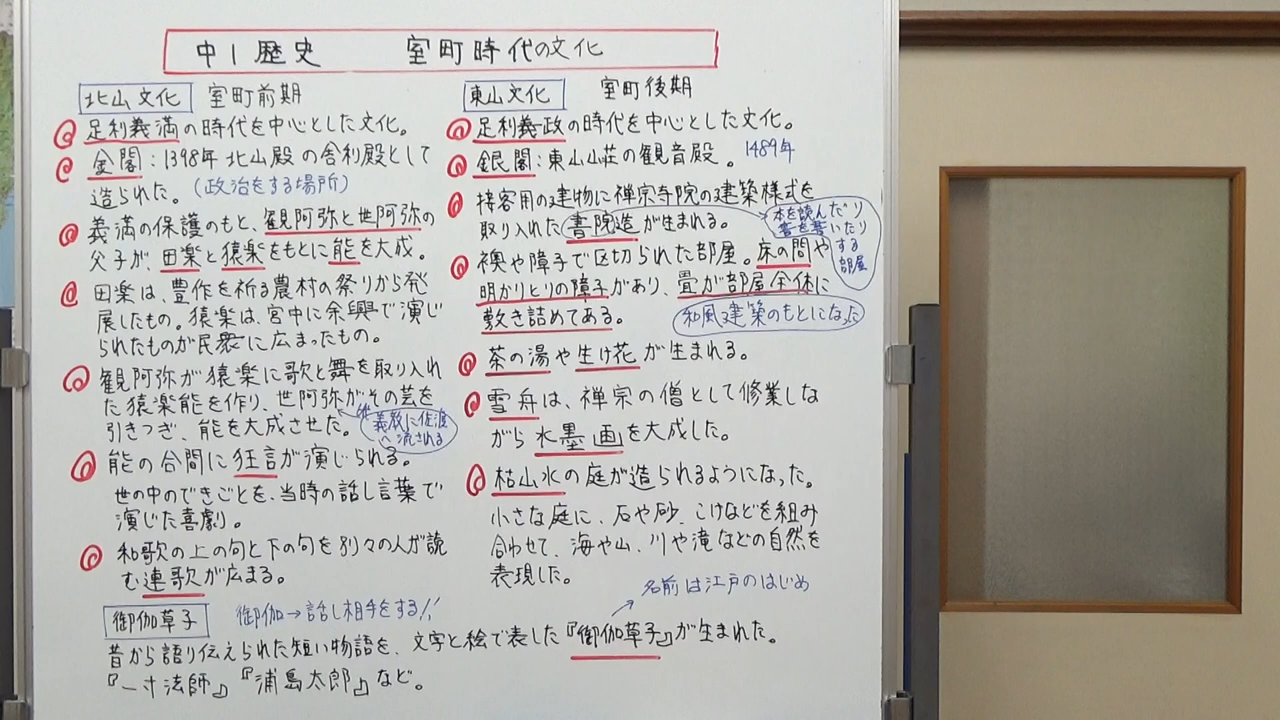 中1歴史 室町時代の文化
北山文化 室町前期
足利義満の時代を中心とした文化。
金閣:1398年北山殿の舎利殿として
造られた。(政治をする場所)
義満の保護のもと、観阿弥と世阿弥の
父子が、田楽と猿楽をもとに能を大成。
田楽は、豊作を祈る農村の祭りから発
展したもの。猿楽は、宮中に余興で演じ
られたものが民衆に広まったもの。
観阿弥が猿楽に歌と舞を取り入れ
た猿楽能を作り、世阿弥がその芸を
引きつぎ、能を大成させた。
義教に佐渡
へ流される
能の合間に狂言が演じられる。
世の中のできごとを、当時の話し言葉で
演じた喜劇。
和歌の上の句と下の句を別々の人が詠
む連歌が広まる。
東山文化 室町後期
足利義政の時代を中心とした文化。
銀閣:東山山荘の観音殿。1489年
接客用の建物に禅宗寺院の建築様式を
取り入れた書院造が生まれる。
本を読んだり
書を書いたり
する
部屋
襖や障子で区切られた部屋。床の間や
明かりとりの障子があり、畳が部屋全体に
敷き詰めてある。
和風建築のもとになった
茶の湯や生け花が生まれる。
雪舟は、禅宗の僧として修業しな
がら水墨画を大成した。
枯山水の庭が造られるようになった。
小さな庭に、石や砂、こけなどを組み
合わせて、海や山、川や滝などの自然を
表現した。
名前は江戸のはじめ
御伽草子 御伽→話し相手をする!!
昔から語り伝えられた短い物語を、文字と絵で表した『御伽草子』が生まれた。
『一寸法師』『浦島太郎』など。